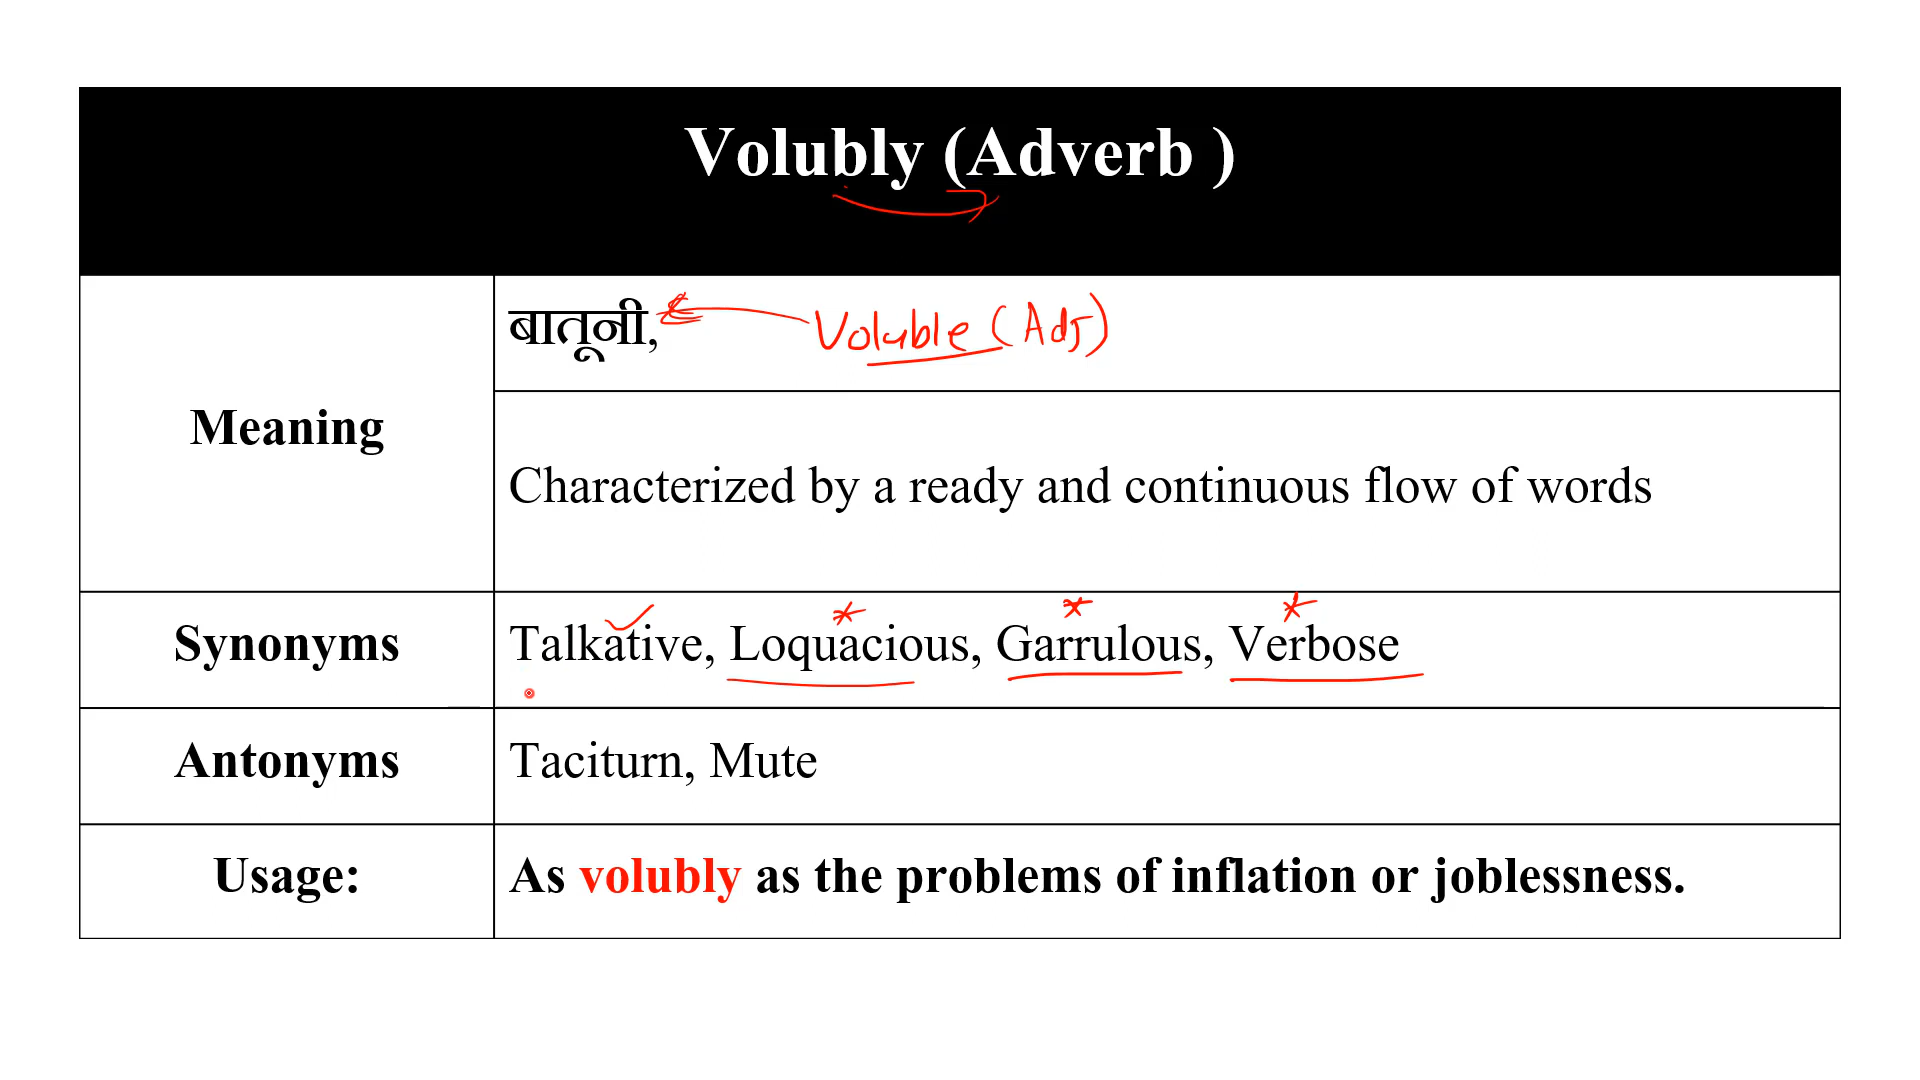 Volubly (Adverb )
बातूनी, Voluble (Adj)
Meaning
Characterized by a ready and continuous flow of words
Synonyms Talkative, Loquacious, Garrulous, Verbose
Antonyms Taciturn, Mute
Usage: As volubly as the problems of inflation or joblessness.